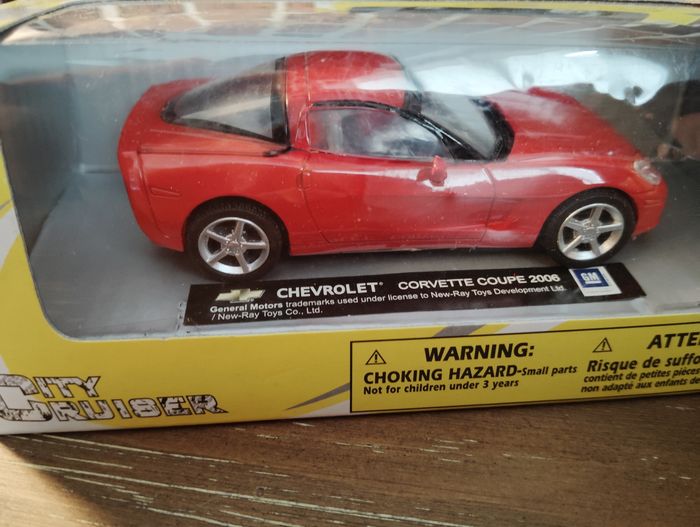 CHEVROLET® CORVETTE COUPE 2006
General Motors trademarks used under license to New-Ray Toys Development Ltd.
/ New-Ray Toys Co., Ltd.
GM
CITY
CRUISER
WARNING:
CHOKING HAZARD-Small parts
Not for children under 3 years
ATTE
Risque de suffo
contient de petites pièces
non adapté aux enfants de